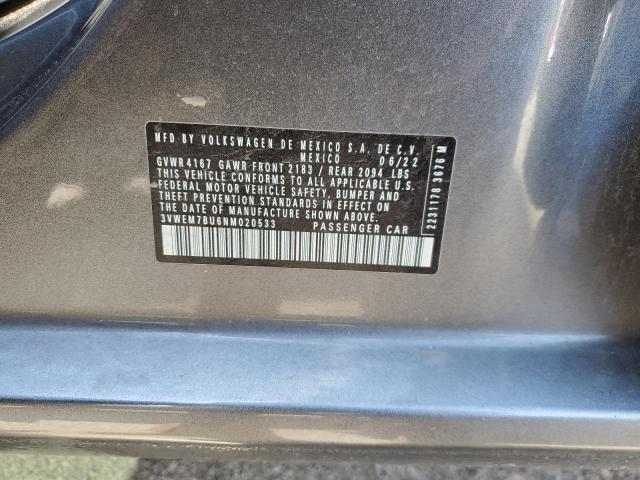 MFD BY VOLKSWAGEN DE MEXICO S.A. DE C.V.
MEXICO 06/22
GVWR 4167 GAWR FRONT 2183 / REAR 2094 LBS
THIS VEHICLE CONFORMS TO ALL APPLICABLE U.S.
FEDERAL MOTOR VEHICLE SAFETY, BUMPER AND
THEFT PREVENTION STANDARDS IN EFFECT ON
THE DATE OF MANUFACTURE SHOWN ABOVE.
3VWEM7BU6NM020533 PASSENGER CAR
22311178 3676 M